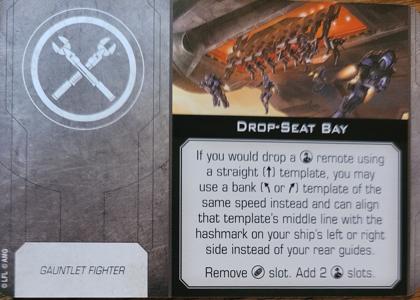 DROP-SEAT BAY
If you would drop a remote using
a straight () template, you may
use a bank ( or ) template of the
same speed instead and can align
that template's middle line with the
hashmark on your ship's left or right
side instead of your rear guides.
Remove slot. Add 2 slots.
GAUNTLET FIGHTER
© LFL © AMG